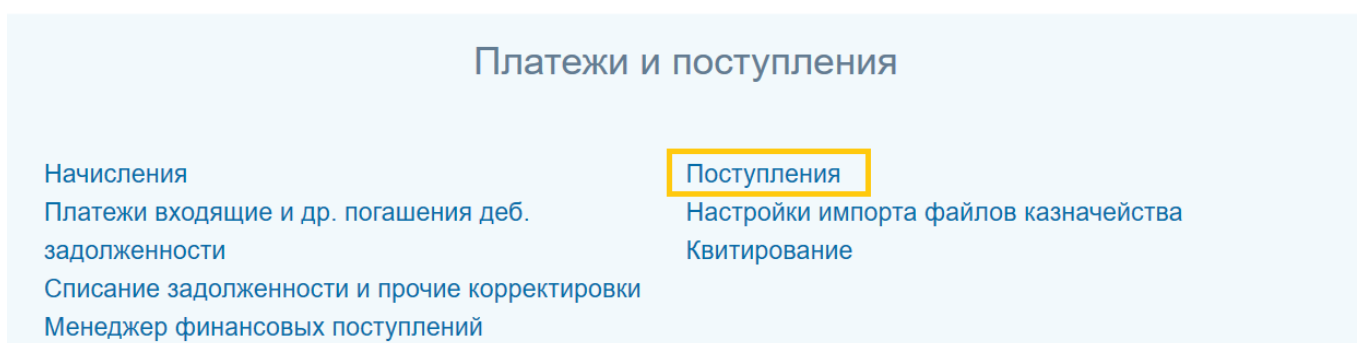 Платежи и поступления
Начисления
Платежи входящие и др. погашения деб.
задолженности
Списание задолженности и прочие корректировки
Менеджер финансовых поступлений
Поступления
Настройки импорта файлов казначейства
Квитирование